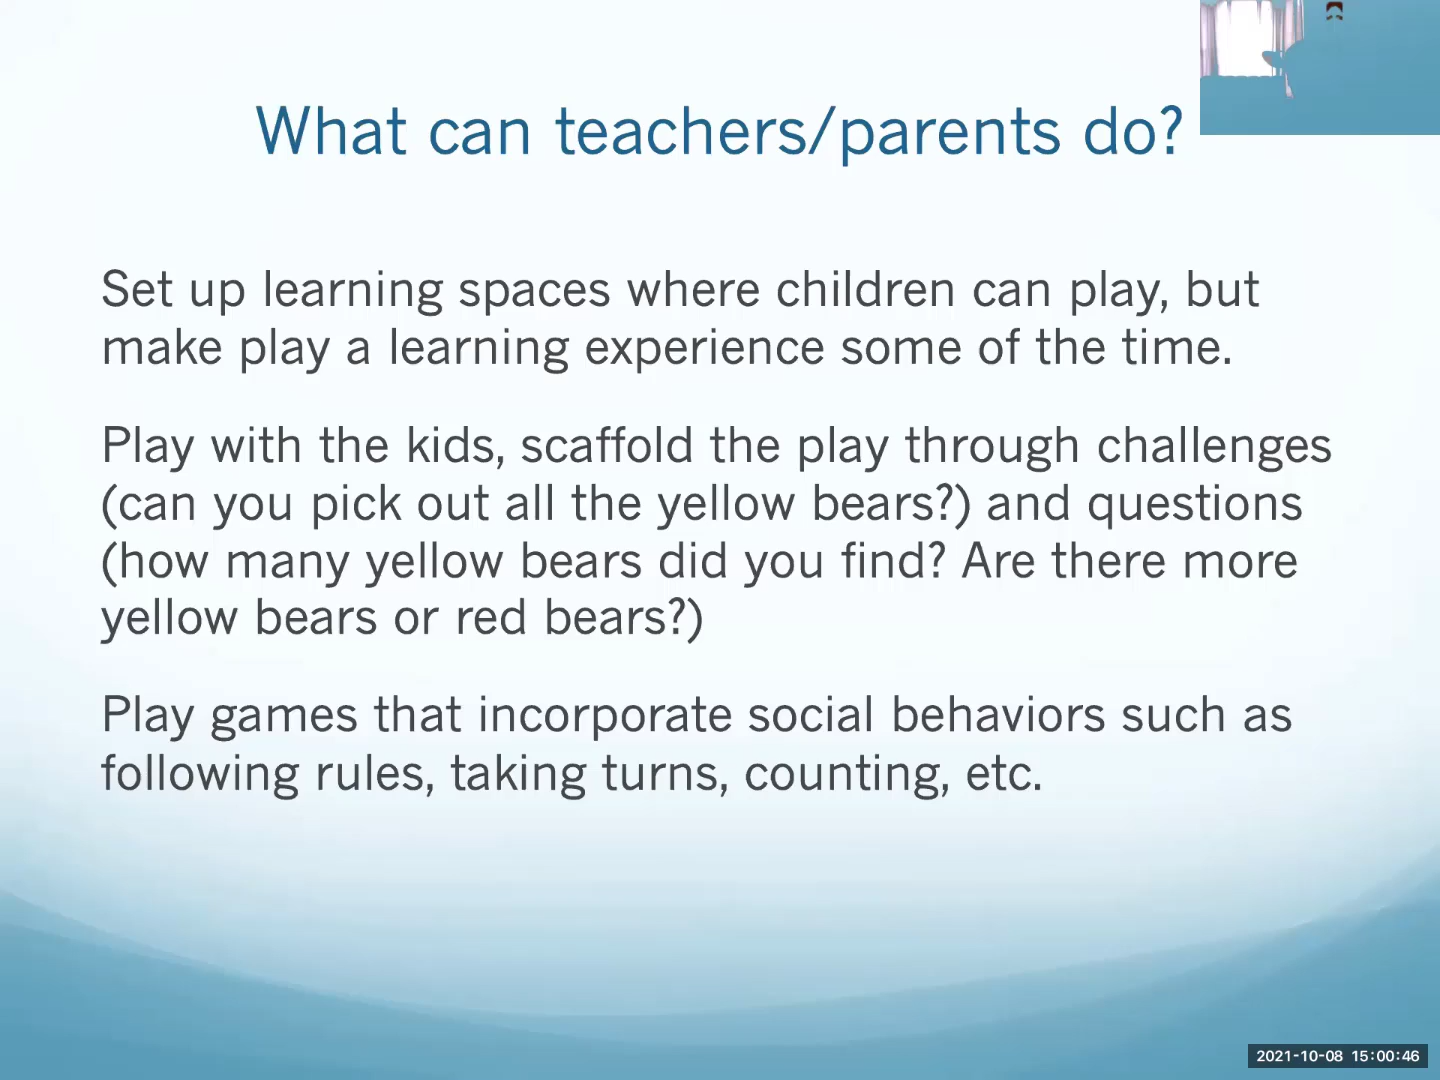 What can teachers/parents do?
Set up learning spaces where children can play, but
make play a learning experience some of the time.
Play with the kids, scaffold the play through challenges
(can you pick out all the yellow bears?) and questions
(how many yellow bears did you find? Are there more
yellow bears or red bears?)
Play games that incorporate social behaviors such as
following rules, taking turns, counting, etc.
2021-10-08 15:00:46